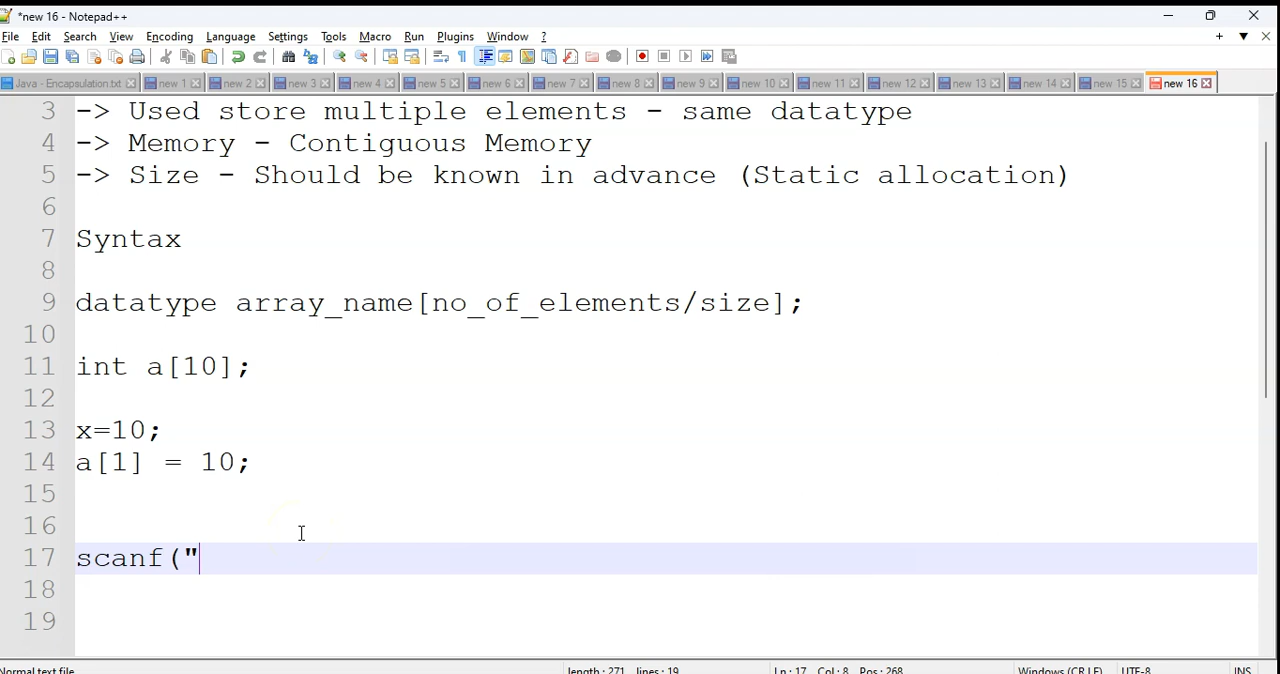 *new 16 - Notepad++
File Edit Search View Encoding Language Settings Tools Macro Run Plugins Window ? + ▼ X
Java - Encapsulation.txt new 1 new 2 new 3 new 4 new 5 new 6 new 7 new 8 new 9 new 10 new 11 new 12 new 13 new 14 new 15 new 16
3 -> Used store multiple elements - same datatype
4 -> Memory - Contiguous Memory
5 -> Size - Should be known in advance (Static allocation)
6
7 Syntax
8
9 datatype array_name[no_of_elements/size];
10
11 int a[10];
12
13 x=10;
14 a[1] = 10;
15
16
17 scanf("
18
19
Normal text file length : 271 lines : 19 Ln : 17 Col : 8 Pos : 268 Windows (CR LF) UTF-8 INS